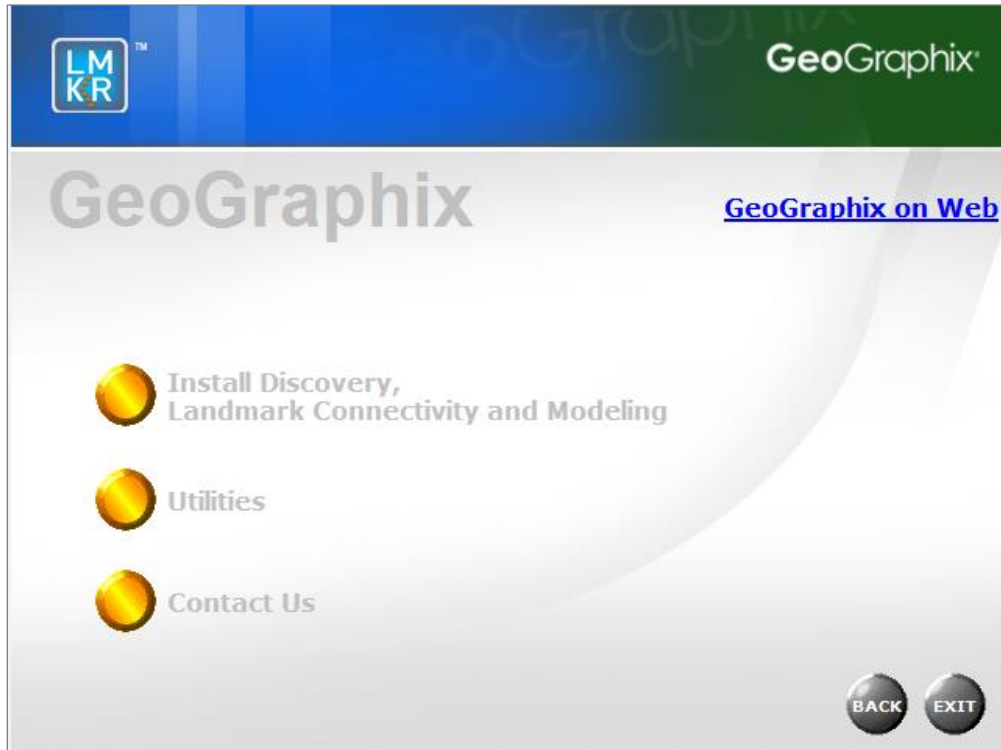 LM
KR
TM
GeoGraphix
GeoGraphix
GeoGraphix
GeoGraphix on Web
Install Discovery,
Landmark Connectivity and Modeling
Utilities
Contact Us
BACK
EXIT